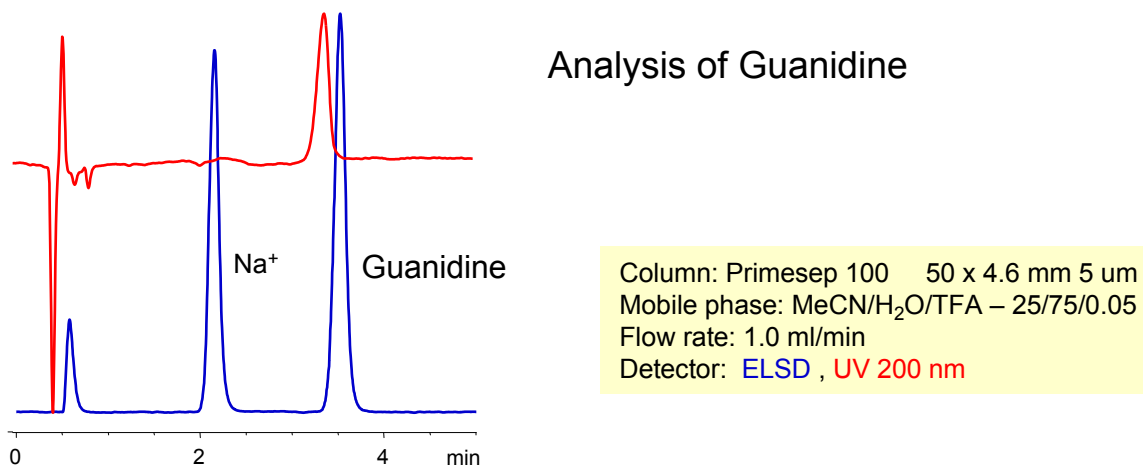 Analysis of Guanidine
Na⁺
Guanidine
Column: Primesep 100 50 x 4.6 mm 5 um
Mobile phase: MeCN/H₂O/TFA – 25/75/0.05
Flow rate: 1.0 ml/min
Detector: ELSD , UV 200 nm
0 2 4 min